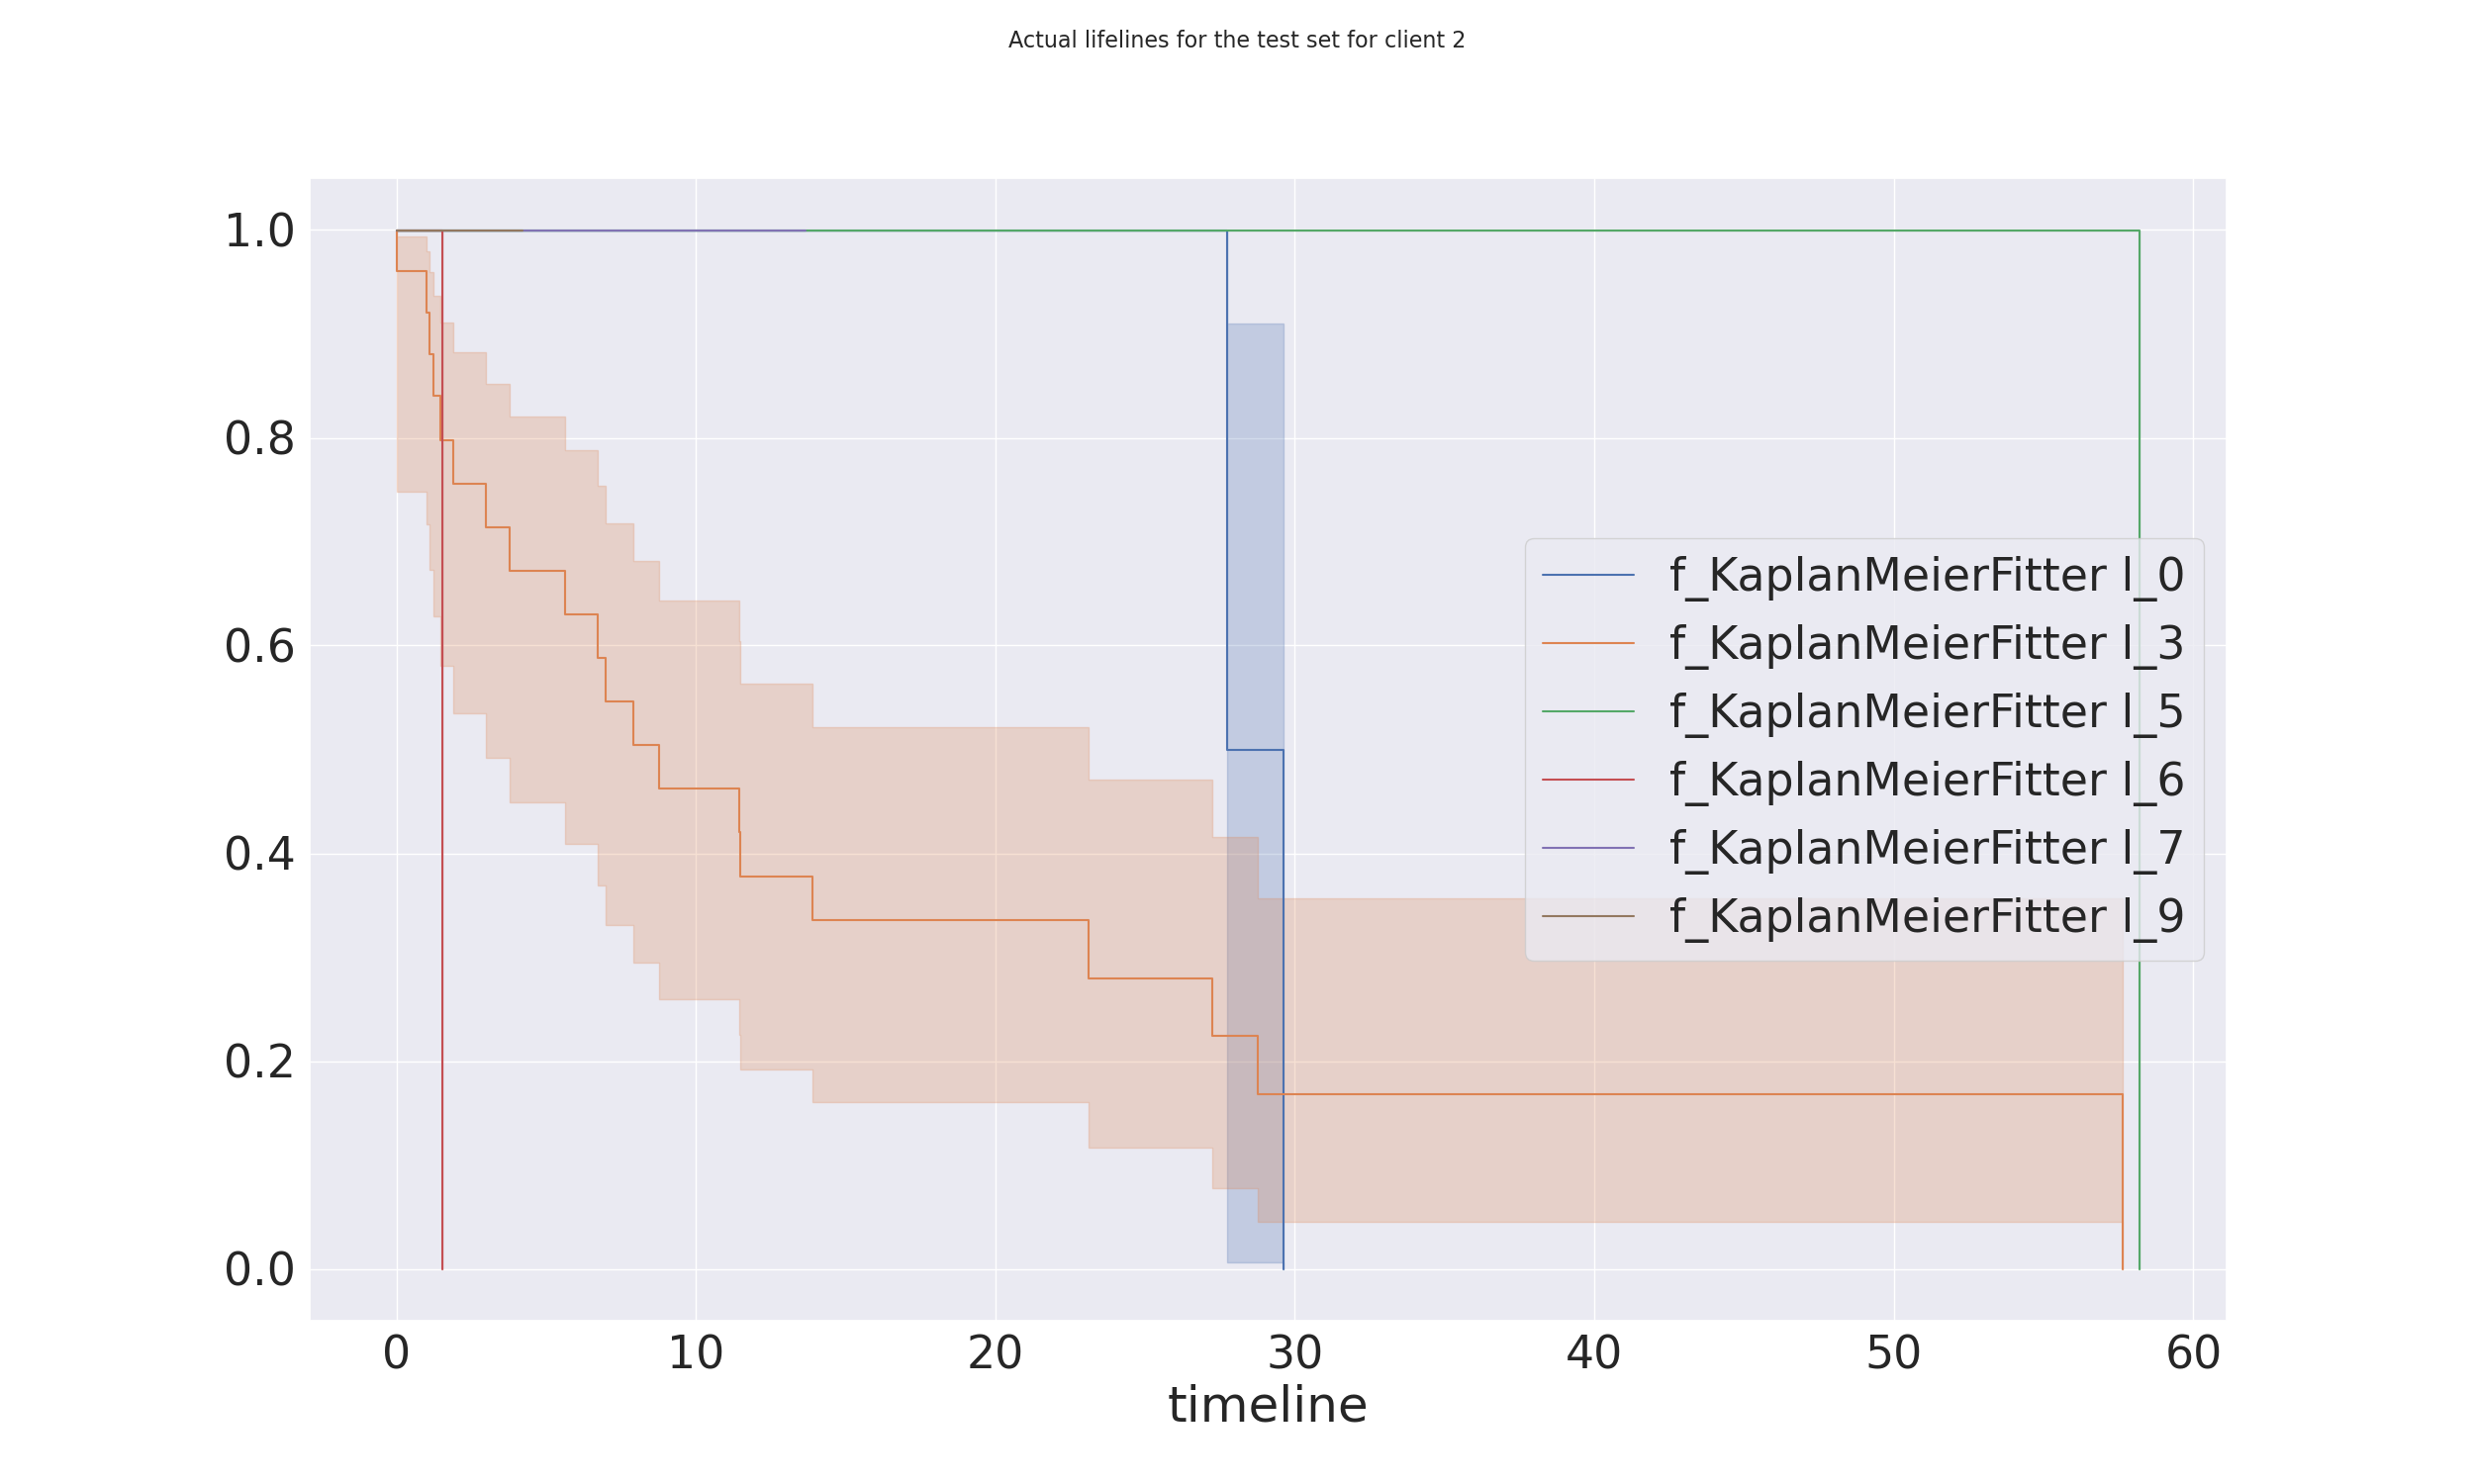 Actual lifelines for the test set for client 2
1.0
0.8
0.6
0.4
0.2
0.0
f_KaplanMeierFitter l_0
f_KaplanMeierFitter l_3
f_KaplanMeierFitter l_5
f_KaplanMeierFitter l_6
f_KaplanMeierFitter l_7
f_KaplanMeierFitter l_9
0 10 20 30 40 50 60
timeline